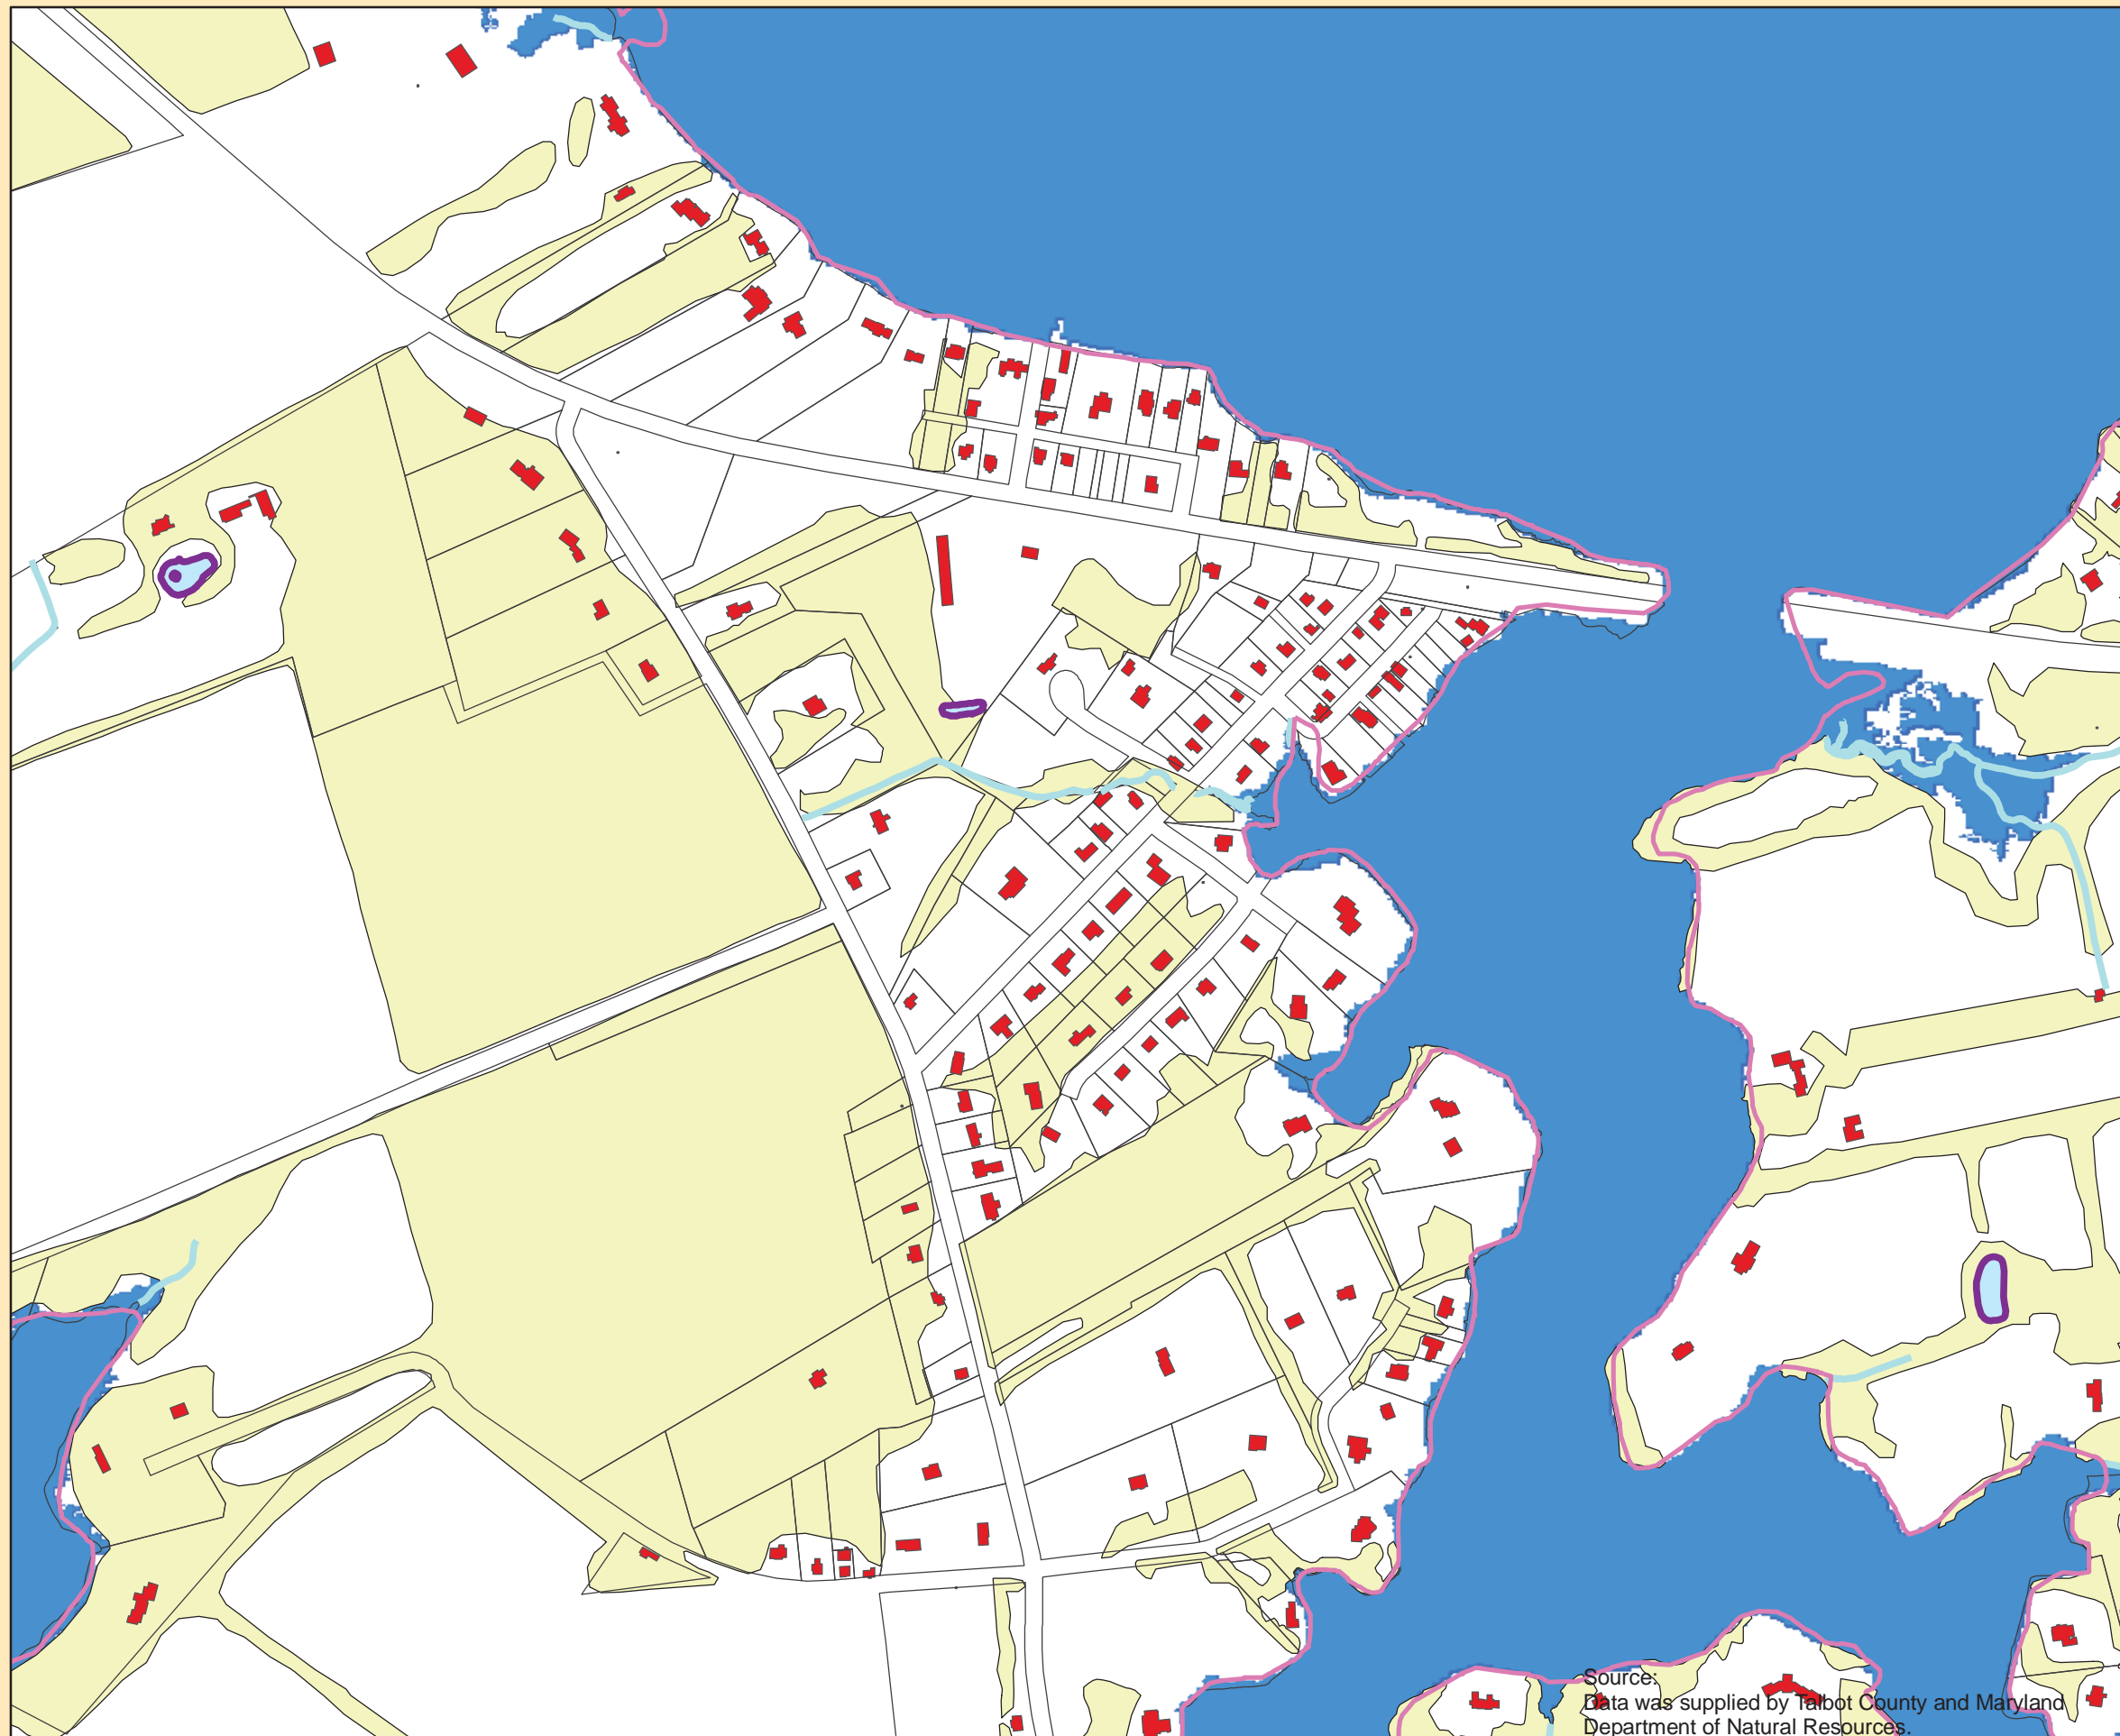 Source:
Data was supplied by Talbot County and Maryland
Department of Natural Resources.